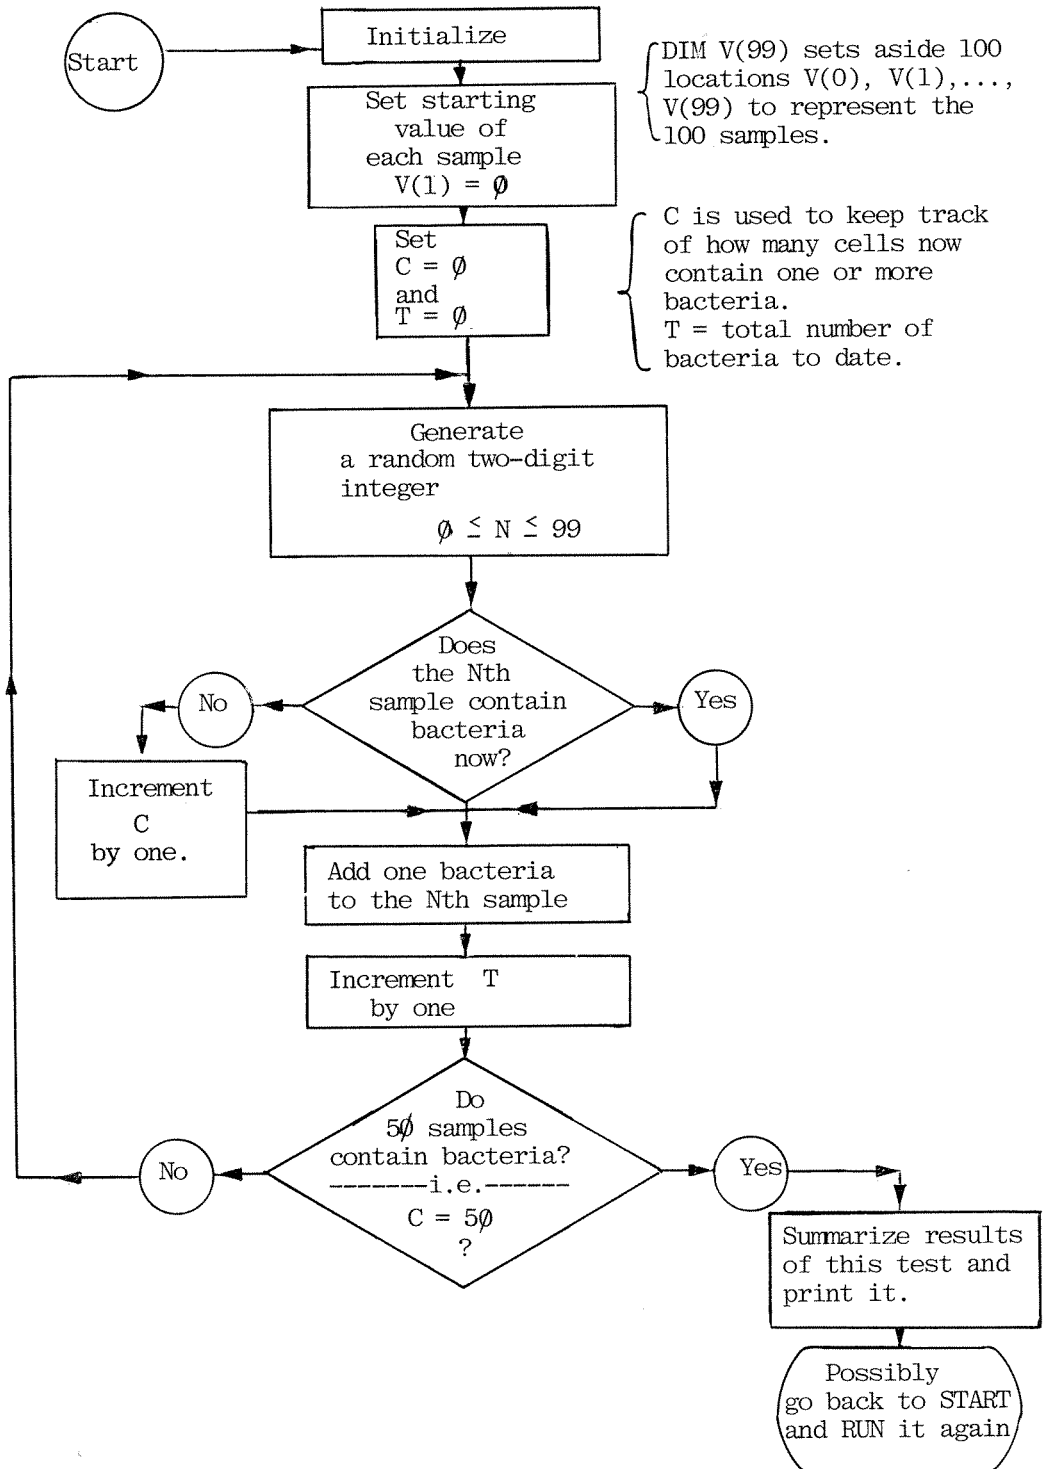 Start
Initialize
DIM V(99) sets aside 100
locations V(0), V(1),...,
V(99) to represent the
100 samples.
Set starting
value of
each sample
V(1) = Ø
Set
C = Ø
and
T = Ø
C is used to keep track
of how many cells now
contain one or more
bacteria.
T = total number of
bacteria to date.
Generate
a random two-digit
integer
Ø ≤ N ≤ 99
Does
the Nth
sample contain
bacteria
now?
No
Yes
Increment
C
by one.
Add one bacteria
to the Nth sample
Increment T
by one
Do
5Ø samples
contain bacteria?
-------i.e.------
C = 5Ø
?
No
Yes
Summarize results
of this test and
print it.
Possibly
go back to START
and RUN it again